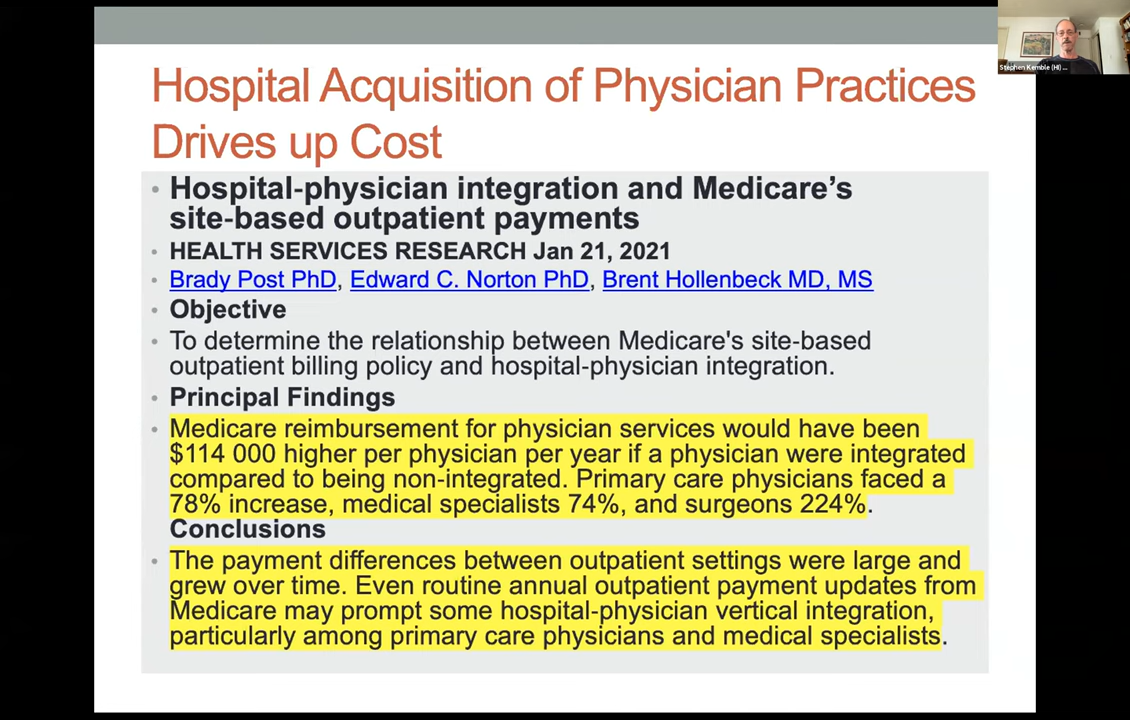 Hospital Acquisition of Physician Practices
Drives up Cost
• Hospital-physician integration and Medicare’s
site-based outpatient payments
• HEALTH SERVICES RESEARCH Jan 21, 2021
• Brady Post PhD, Edward C. Norton PhD, Brent Hollenbeck MD, MS
• Objective
• To determine the relationship between Medicare's site-based
outpatient billing policy and hospital-physician integration.
• Principal Findings
• Medicare reimbursement for physician services would have been
$114 000 higher per physician per year if a physician were integrated
compared to being non-integrated. Primary care physicians faced a
78% increase, medical specialists 74%, and surgeons 224%.
Conclusions
• The payment differences between outpatient settings were large and
grew over time. Even routine annual outpatient payment updates from
Medicare may prompt some hospital-physician vertical integration,
particularly among primary care physicians and medical specialists.
Stephen Kemble (HI) ...